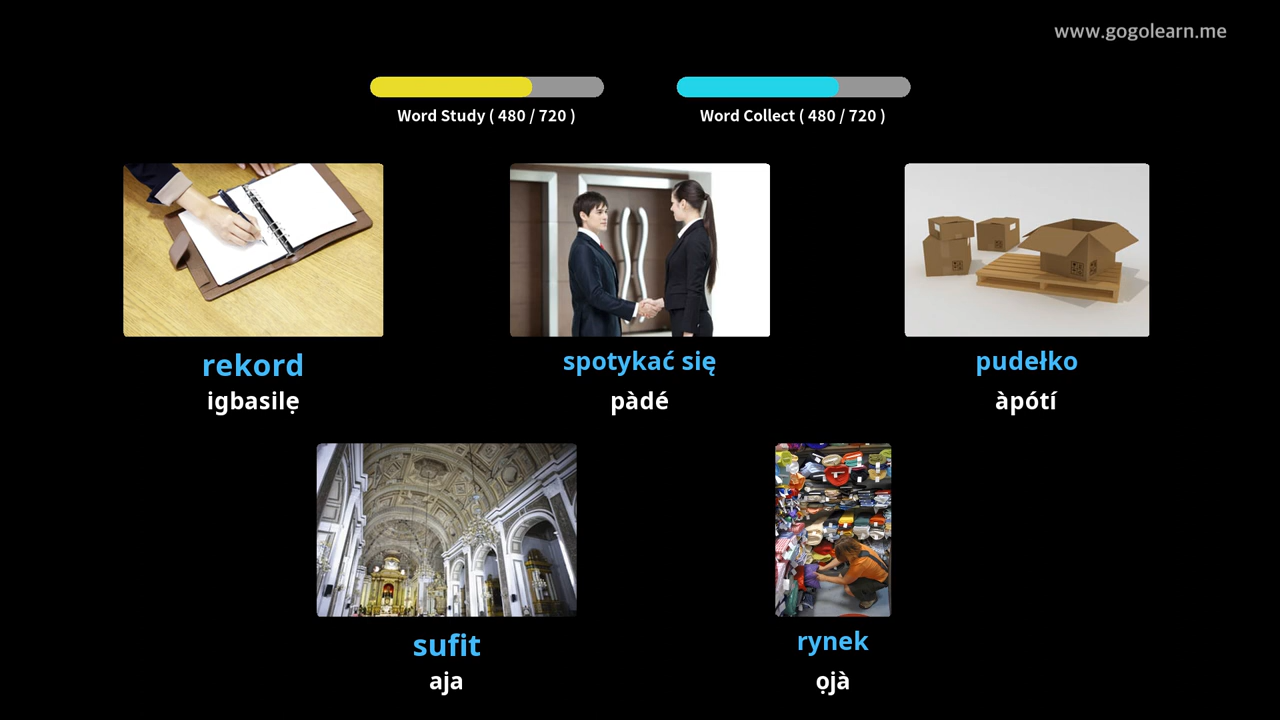 www.gogolearn.me
Word Study ( 480 / 720 )
Word Collect ( 480 / 720 )
rekord
igbasilẹ
spotykać się
pàdé
pudełko
àpótí
sufit
aja
rynek
ọjà